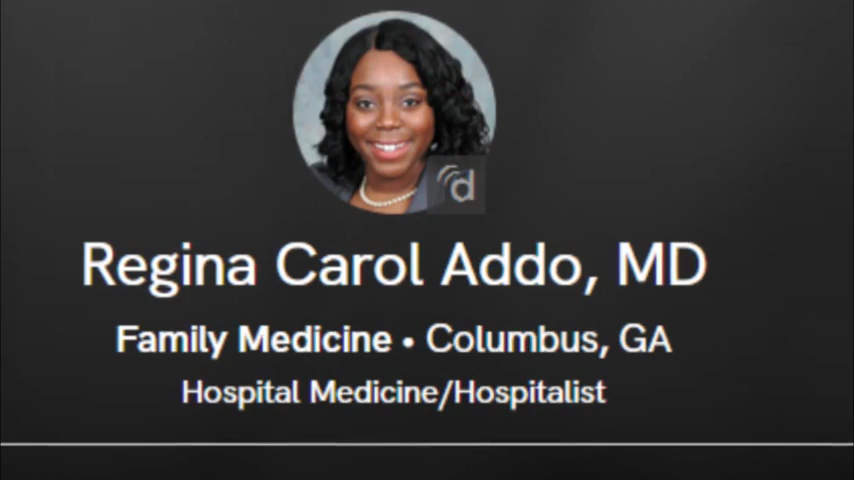 d
Regina Carol Addo, MD
Family Medicine • Columbus, GA
Hospital Medicine/Hospitalist